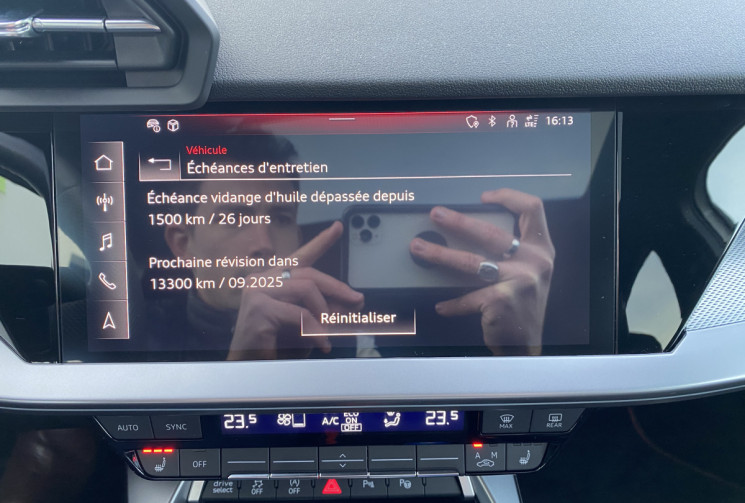 LTE
16:13
Véhicule
Échéances d'entretien
Échéance vidange d'huile dépassée depuis
1500 km / 26 jours
Prochaine révision dans
13300 km / 09.2025
Réinitialiser
23.5 A/C ECO ON OFF 23.5
AUTO SYNC MAX REAR
OFF A M
drive select OFF OFF P P